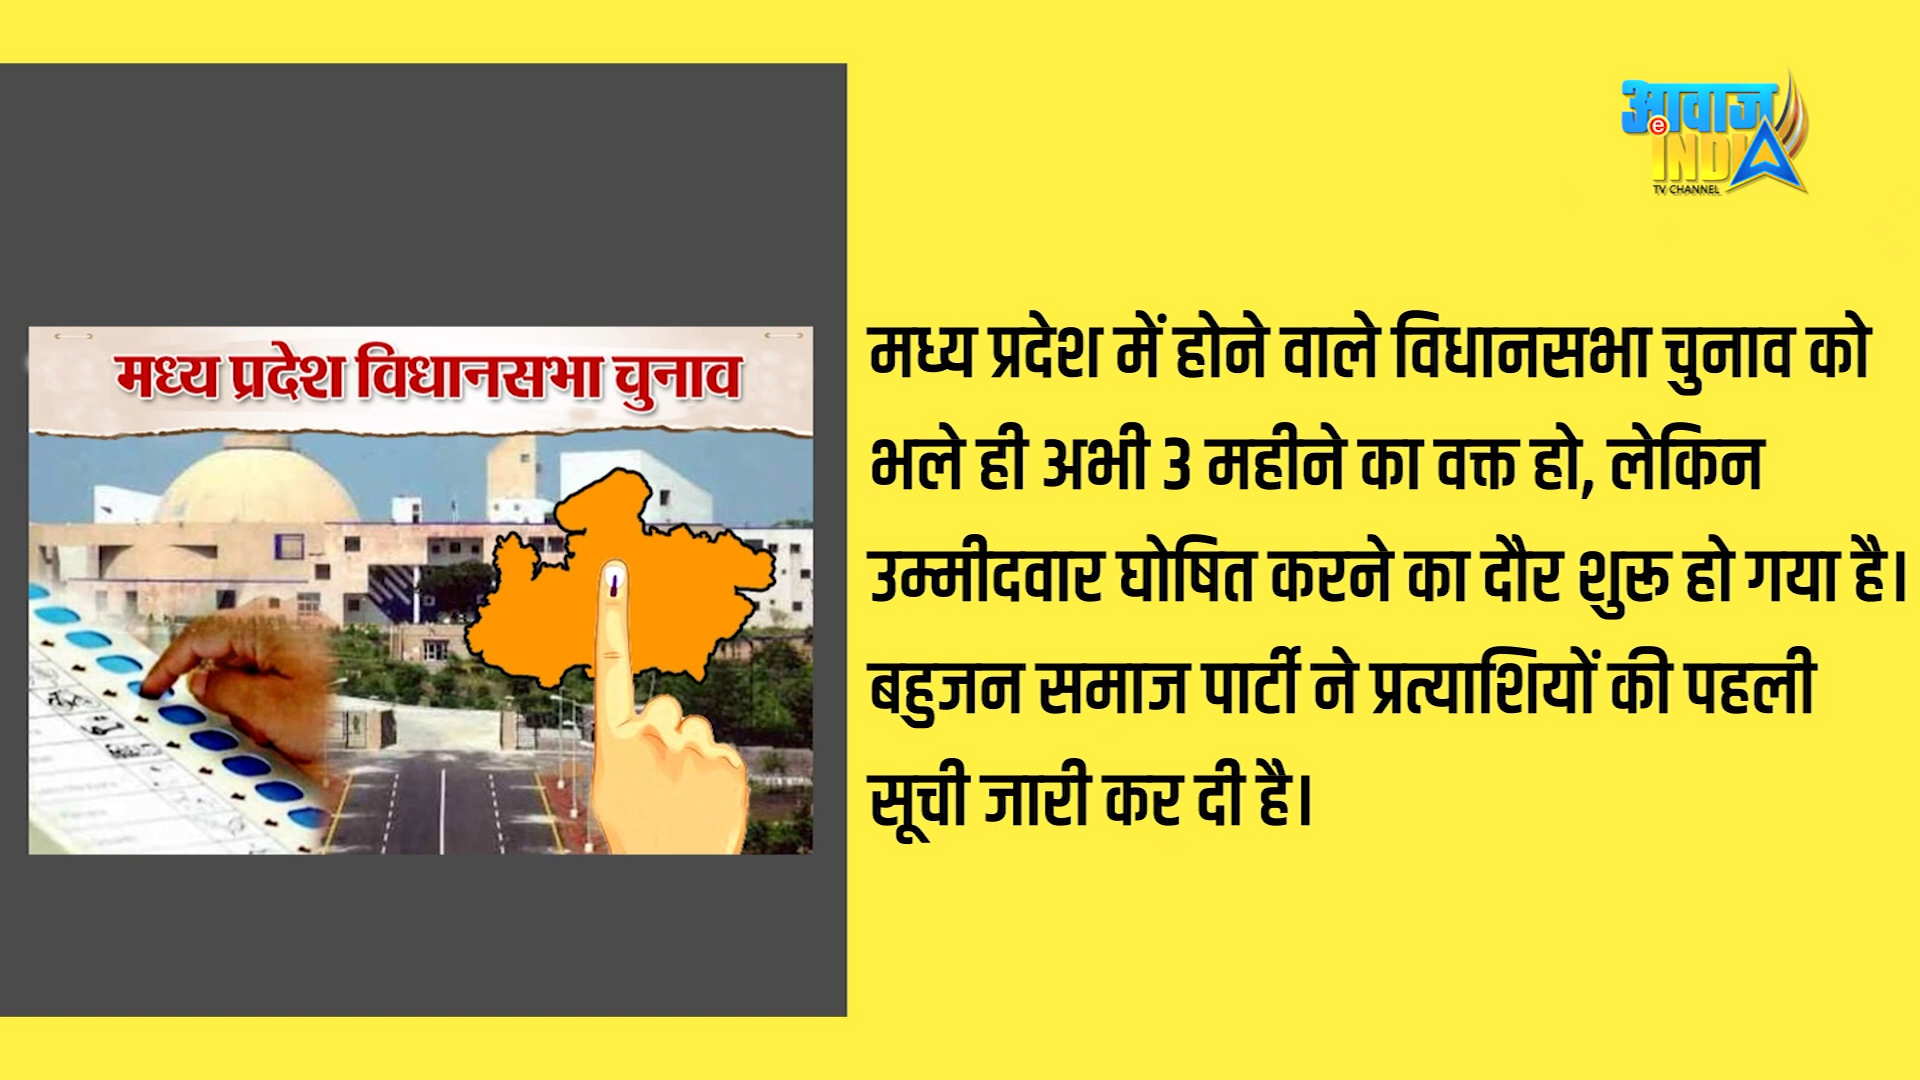 आवाज
e
INDIA
TV CHANNEL
मध्य प्रदेश विधानसभा चुनाव
मध्य प्रदेश में होने वाले विधानसभा चुनाव को
भले ही अभी 3 महीने का वक्त हो, लेकिन
उम्मीदवार घोषित करने का दौर शुरू हो गया है।
बहुजन समाज पार्टी ने प्रत्याशियों की पहली
सूची जारी कर दी है।